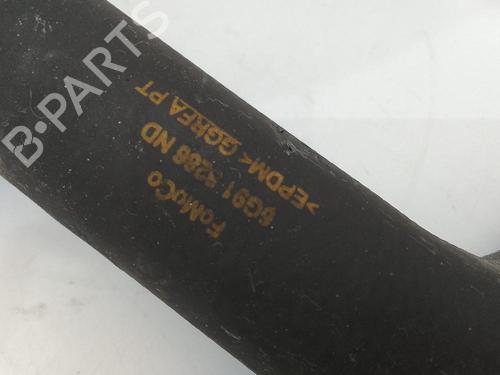 FoMoCo
6G91 8286 ND
>EPDM< GGREA PT
B-PARTS